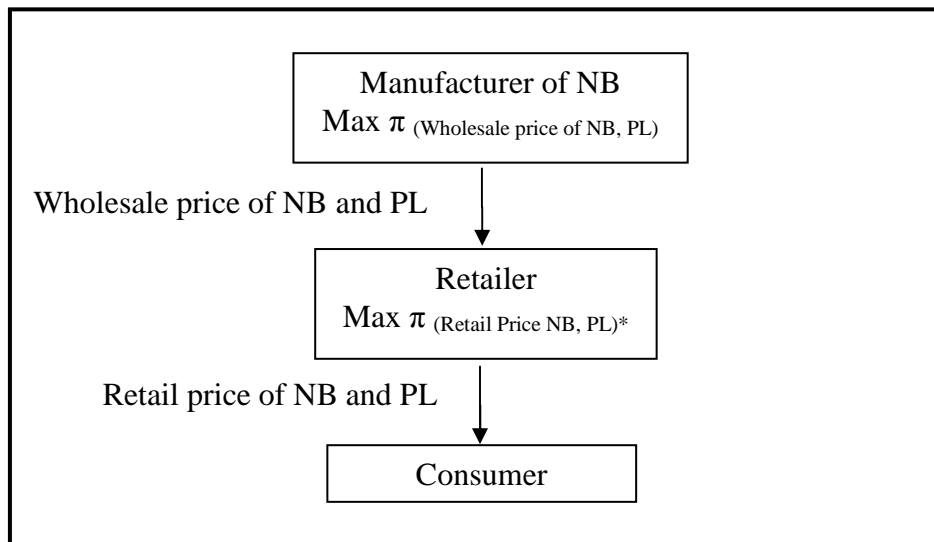 Manufacturer of NB
Max π (Wholesale price of NB, PL)
Wholesale price of NB and PL
Retailer
Max π (Retail Price NB, PL)*
Retail price of NB and PL
Consumer